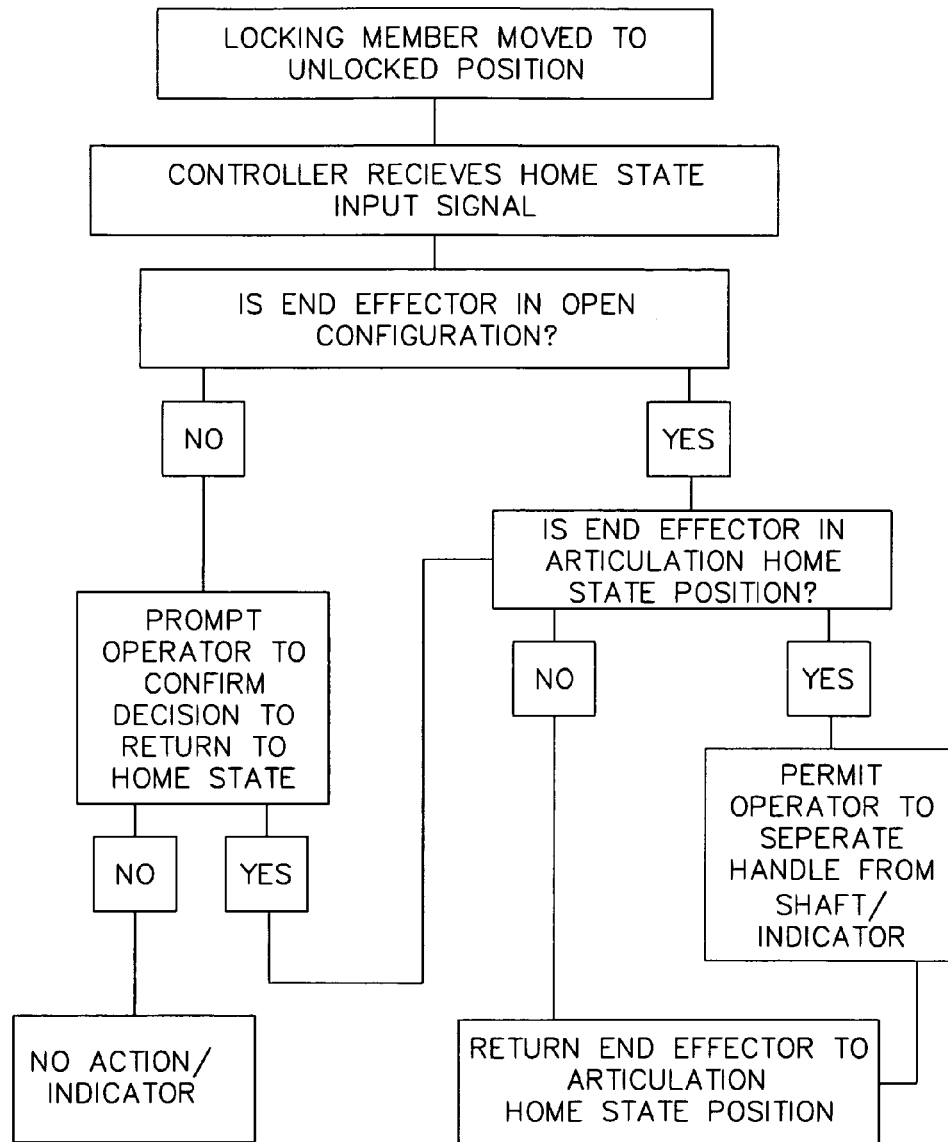 LOCKING MEMBER MOVED TO
UNLOCKED POSITION
CONTROLLER RECIEVES HOME STATE
INPUT SIGNAL
IS END EFFECTOR IN OPEN
CONFIGURATION?
NO
YES
IS END EFFECTOR IN
ARTICULATION HOME
STATE POSITION?
PROMPT
OPERATOR TO
CONFIRM
DECISION TO
RETURN TO
HOME STATE
NO
YES
NO
YES
PERMIT
OPERATOR TO
SEPERATE
HANDLE FROM
SHAFT/
INDICATOR
NO ACTION/
INDICATOR
RETURN END EFFECTOR TO
ARTICULATION
HOME STATE POSITION